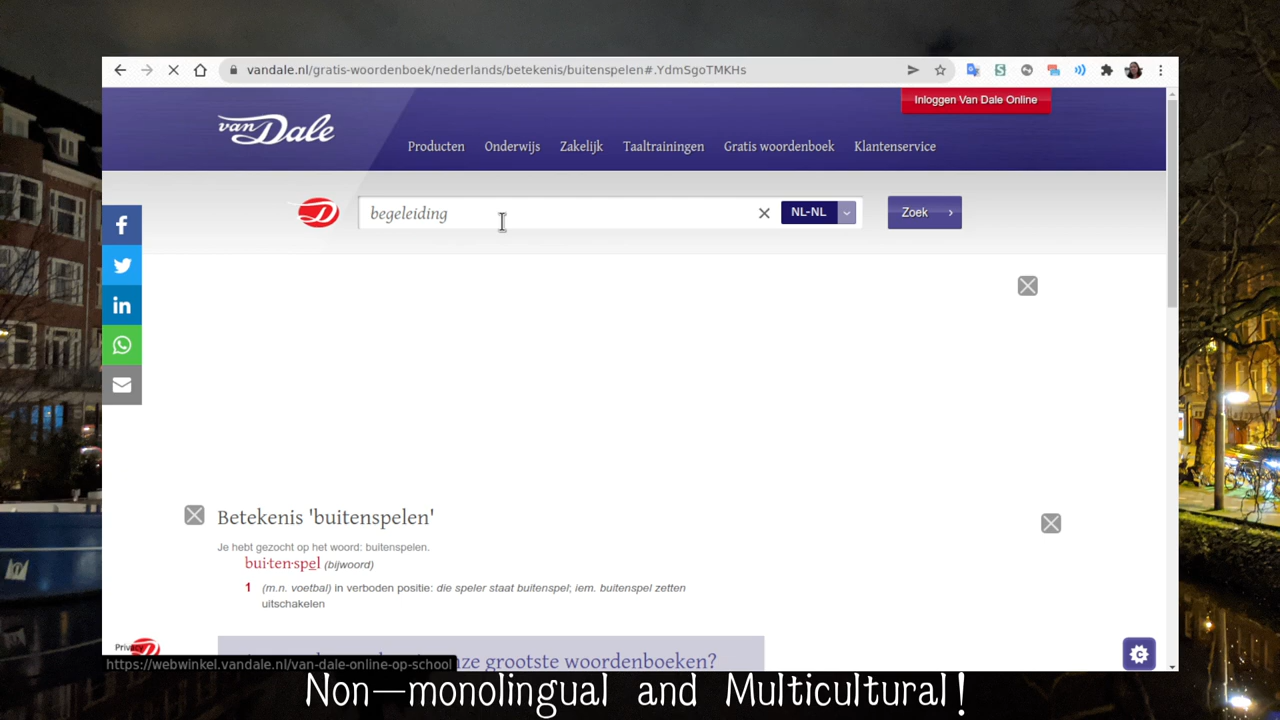 vandale.nl/gratis-woordenboek/nederlands/betekenis/buitenspelen#.YdmSgoTMKHs
Inloggen Van Dale Online
van Dale
Producten Onderwijs Zakelijk Taaltrainingen Gratis woordenboek Klantenservice
begeleiding
NL-NL
Zoek
Betekenis 'buitenspelen'
Je hebt gezocht op het woord: buitenspelen.
bui·ten·spel (bijwoord)
1 (m.n. voetbal) in verboden positie: die speler staat buitenspel; iem. buitenspel zetten
uitschakelen
nze grootste woordenboeken?
https://webwinkel.vandale.nl/van-dale-online-op-school
Non-monolingual and Multicultural!